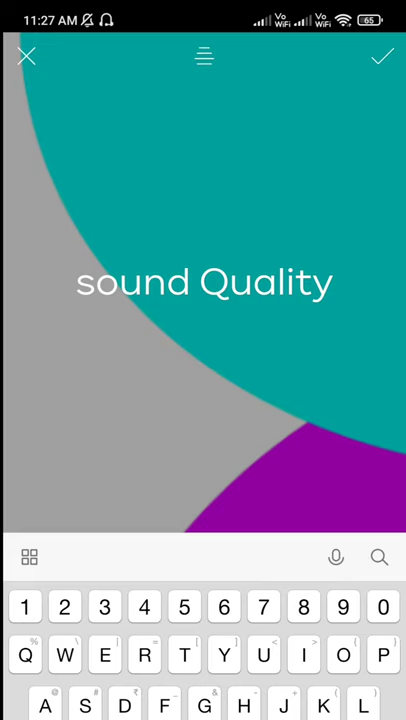 11:27 AM
Vo WiFi Vo WiFi 65
sound Quality
1 2 3 4 5 6 7 8 9 0
% \ | = [ ] < > { }
Q W E R T Y U I O P
@ # ₹ _ & - + ( )
A S D F G H J K L